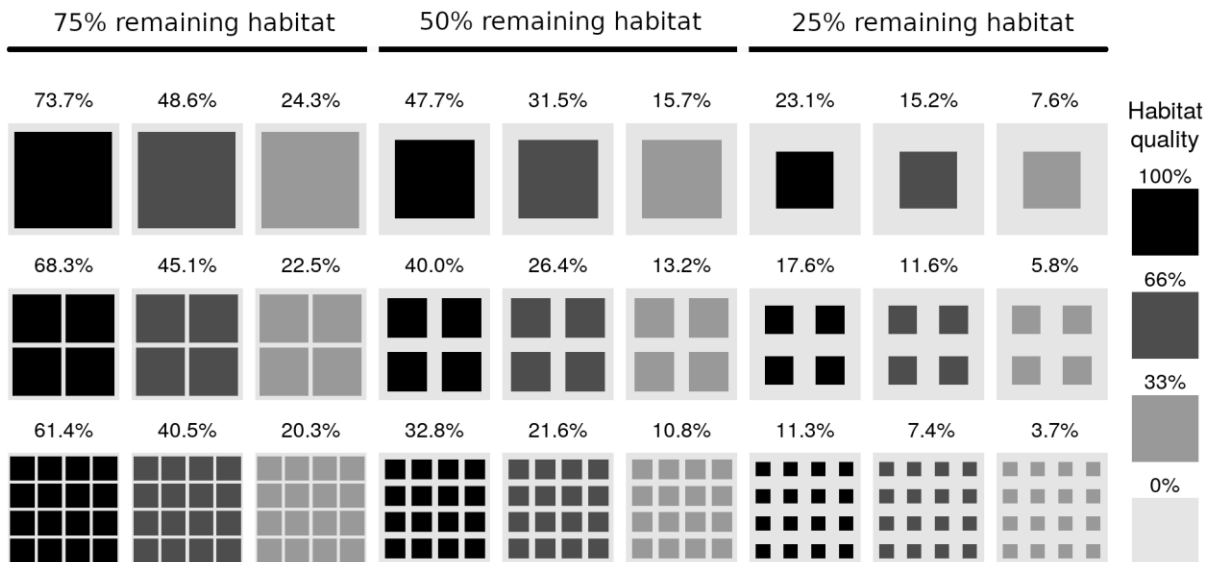 75% remaining habitat 50% remaining habitat 25% remaining habitat
73.7% 48.6% 24.3% 47.7% 31.5% 15.7% 23.1% 15.2% 7.6%
Habitat
quality
100%
68.3% 45.1% 22.5% 40.0% 26.4% 13.2% 17.6% 11.6% 5.8%
66%
33%
61.4% 40.5% 20.3% 32.8% 21.6% 10.8% 11.3% 7.4% 3.7%
0%